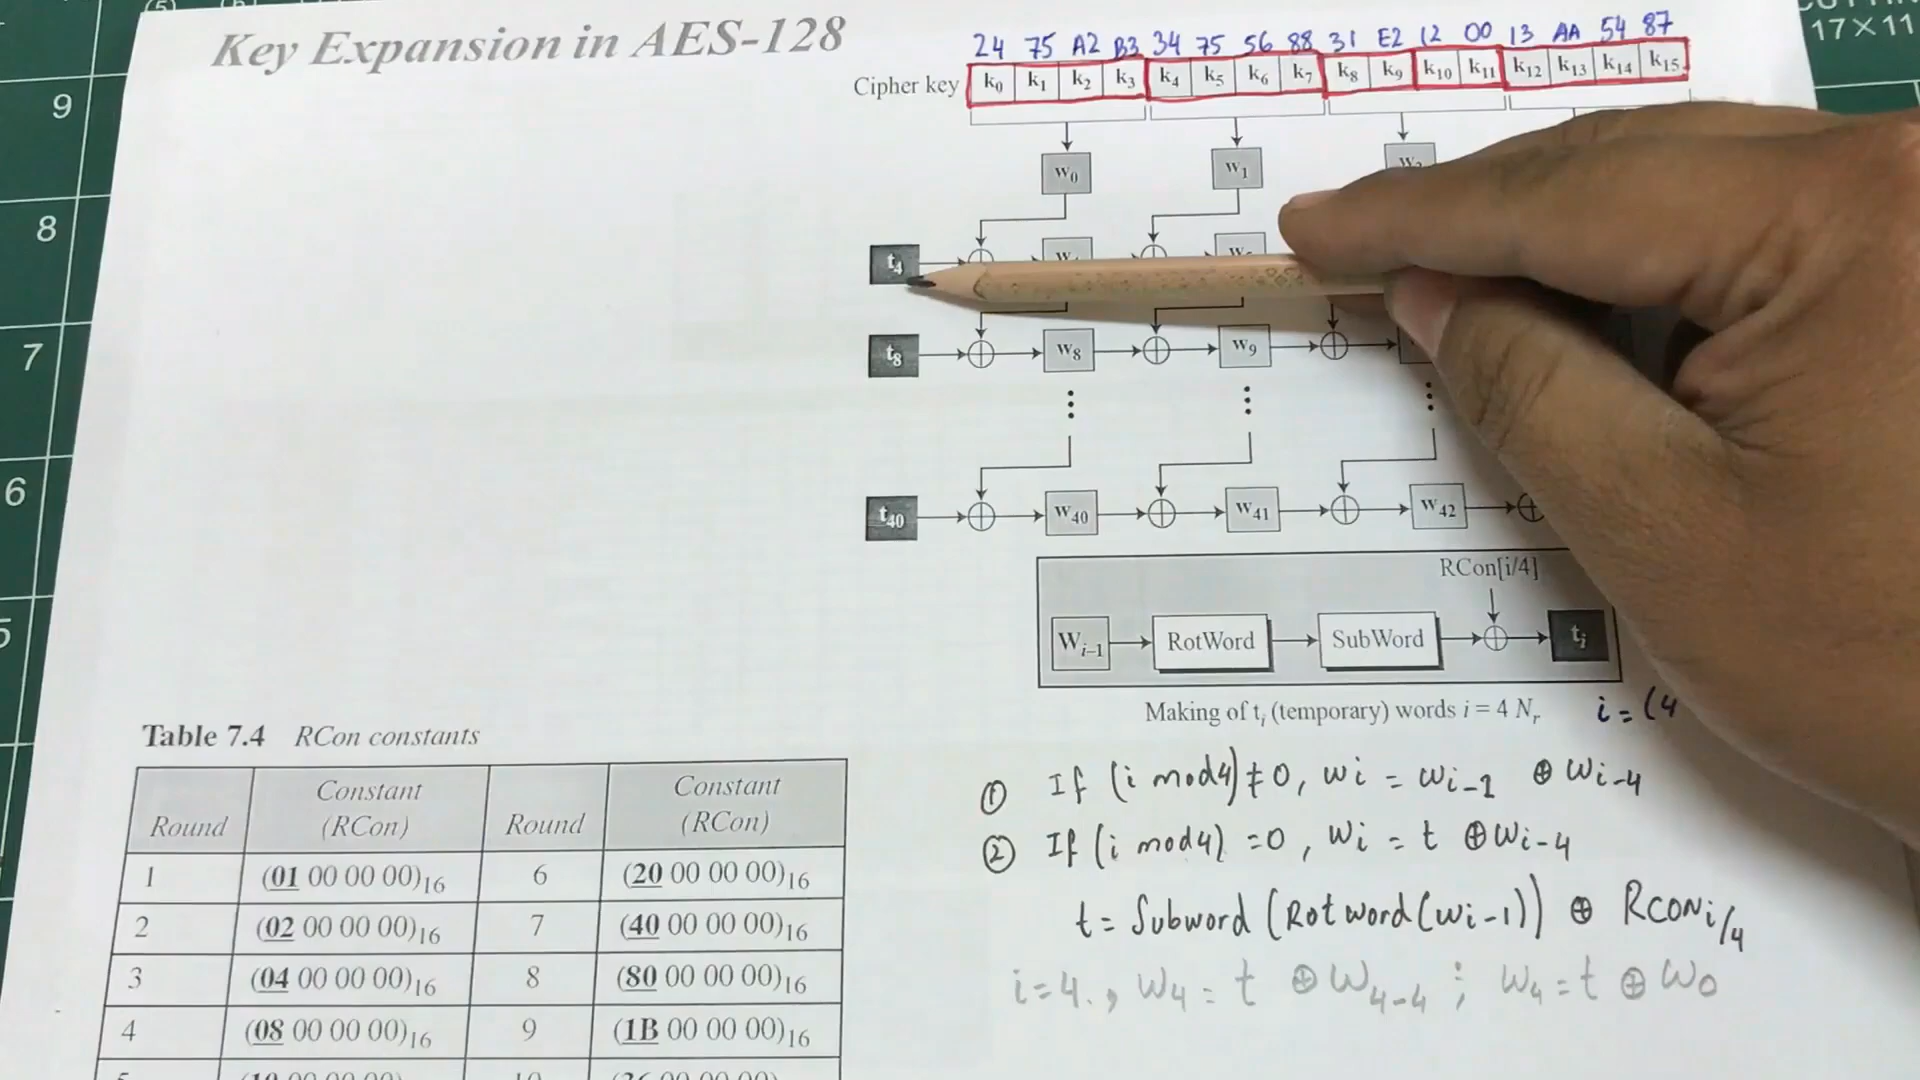 Key Expansion in AES-128
24 75 A2 B3 34 75 56 88 31 E2 12 00 13 AA 54 87
Cipher key k0 k1 k2 k3 k4 k5 k6 k7 k8 k9 k10 k11 k12 k13 k14 k15
17×11
9
8
7
6
5
w0 w1
t4
t8 w8 w9
t40 w40 w41 w42
RCon[i/4]
Wi–1 RotWord SubWord ti
Making of ti (temporary) words i = 4 Nr i = (4
Table 7.4 RCon constants
Round Constant (RCon) Round Constant (RCon)
1 (01 00 00 00)16 6 (20 00 00 00)16
2 (02 00 00 00)16 7 (40 00 00 00)16
3 (04 00 00 00)16 8 (80 00 00 00)16
4 (08 00 00 00)16 9 (1B 00 00 00)16
① If (i mod4) ≠ 0, wi = wi-1 ⊕ wi-4
② If (i mod4) = 0, wi = t ⊕ wi-4
t = Subword (Rotword(wi-1)) ⊕ RCONi/4
i=4., W4 = t ⊕ W4-4 ; W4 = t ⊕ W0